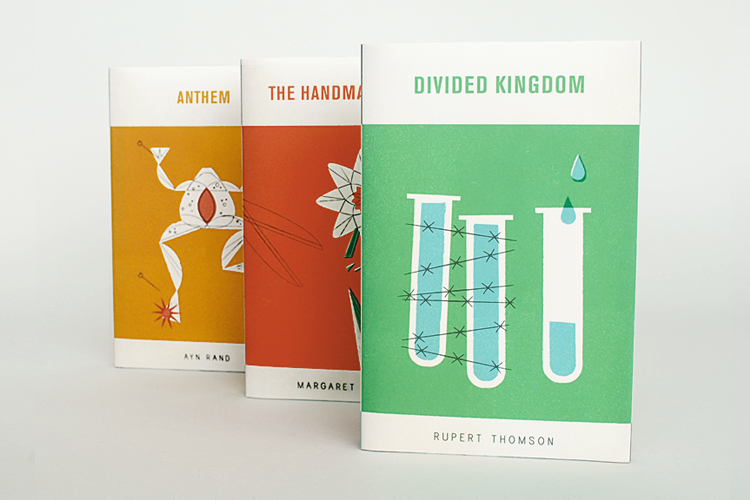 ANTHEM
AYN RAND
THE HANDMA
MARGARET
DIVIDED KINGDOM
RUPERT THOMSON